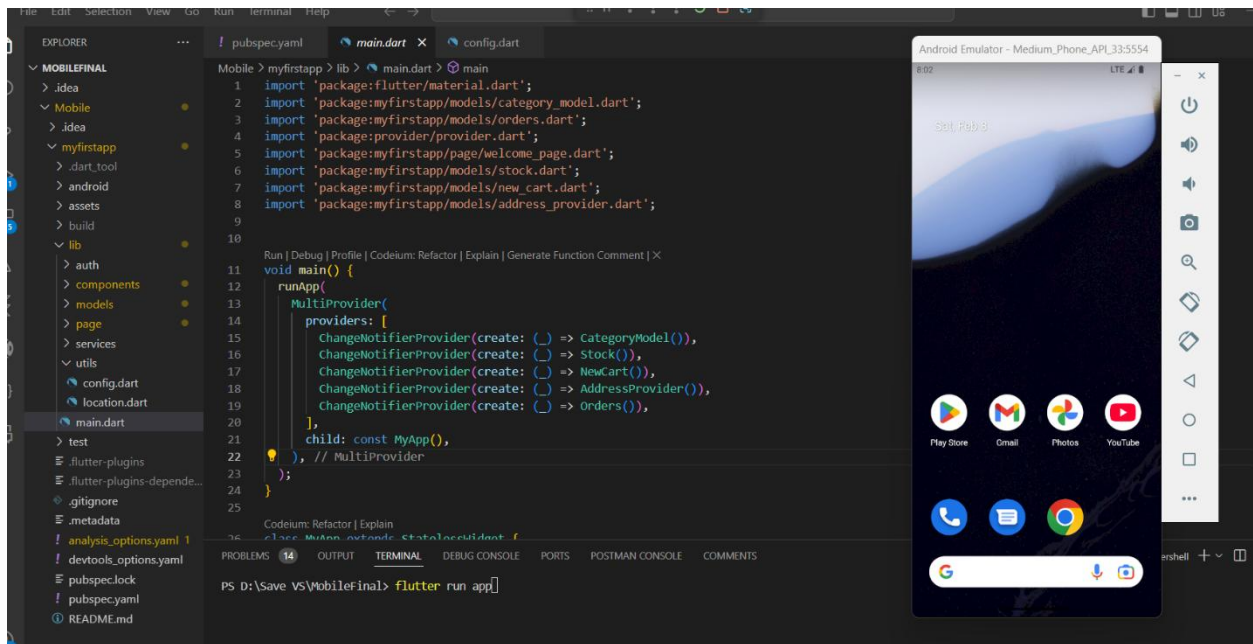 File Edit Selection View Go Run Terminal Help
EXPLORER
MOBILEFINAL
.idea
Mobile
.idea
myfirstapp
.dart_tool
android
assets
build
lib
auth
components
models
page
services
utils
config.dart
location.dart
main.dart
test
.flutter-plugins
.flutter-plugins-depende...
.gitignore
.metadata
analysis_options.yaml 1
devtools_options.yaml
pubspec.lock
pubspec.yaml
README.md
pubspec.yaml main.dart config.dart
Mobile > myfirstapp > lib > main.dart > main
1 import 'package:flutter/material.dart';
2 import 'package:myfirstapp/models/category_model.dart';
3 import 'package:myfirstapp/models/orders.dart';
4 import 'package:provider/provider.dart';
5 import 'package:myfirstapp/page/welcome_page.dart';
6 import 'package:myfirstapp/models/stock.dart';
7 import 'package:myfirstapp/models/new_cart.dart';
8 import 'package:myfirstapp/models/address_provider.dart';
9
10
Run | Debug | Profile | Codeium: Refactor | Explain | Generate Function Comment | X
11 void main() {
12 runApp(
13 MultiProvider(
14 providers: [
15 ChangeNotifierProvider(create: (_) => CategoryModel()),
16 ChangeNotifierProvider(create: (_) => Stock()),
17 ChangeNotifierProvider(create: (_) => NewCart()),
18 ChangeNotifierProvider(create: (_) => AddressProvider()),
19 ChangeNotifierProvider(create: (_) => Orders()),
20 ],
21 child: const MyApp(),
22 ), // MultiProvider
23 );
24 }
25
Codeium: Refactor | Explain
26 class MyApp extends StatelessWidget {
PROBLEMS 14 OUTPUT TERMINAL DEBUG CONSOLE PORTS POSTMAN CONSOLE COMMENTS
PS D:\Save VS\MobileFinal> flutter run app
Android Emulator - Medium_Phone_API_33:5554
8:02 LTE
Sat, Feb 8
Play Store Gmail Photos YouTube